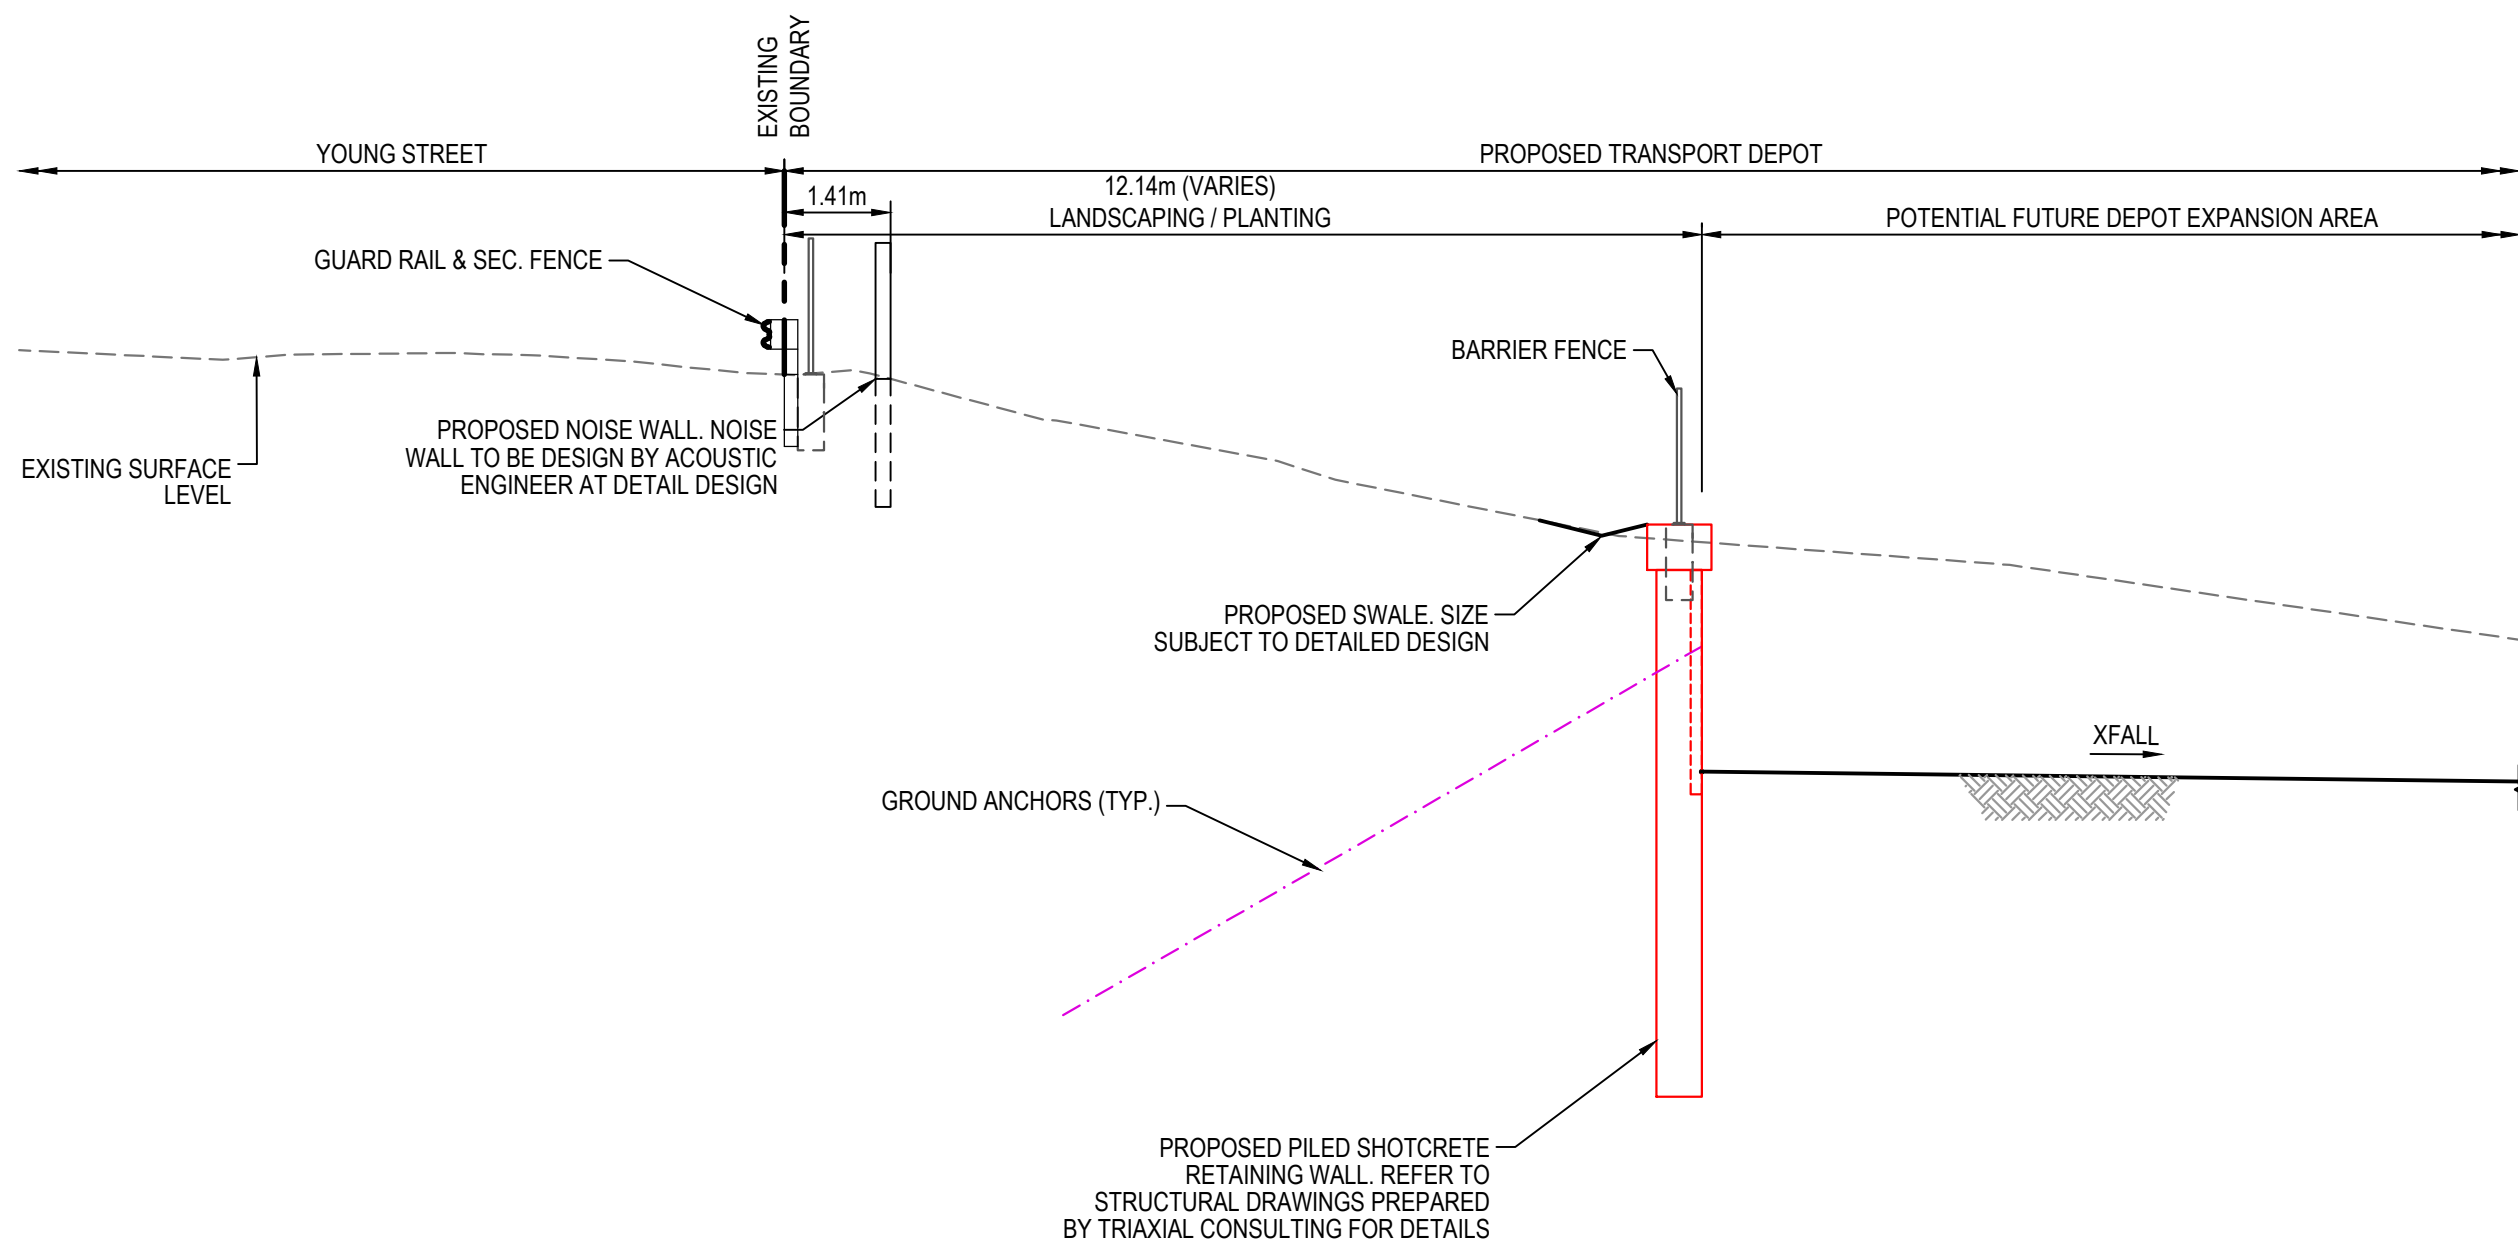 EXISTING
BOUNDARY
YOUNG STREET
PROPOSED TRANSPORT DEPOT
1.41m
12.14m (VARIES)
LANDSCAPING / PLANTING
POTENTIAL FUTURE DEPOT EXPANSION AREA
GUARD RAIL & SEC. FENCE
BARRIER FENCE
PROPOSED NOISE WALL. NOISE
WALL TO BE DESIGN BY ACOUSTIC
ENGINEER AT DETAIL DESIGN
EXISTING SURFACE
LEVEL
PROPOSED SWALE. SIZE
SUBJECT TO DETAILED DESIGN
XFALL
GROUND ANCHORS (TYP.)
PROPOSED PILED SHOTCRETE
RETAINING WALL. REFER TO
STRUCTURAL DRAWINGS PREPARED
BY TRIAXIAL CONSULTING FOR DETAILS